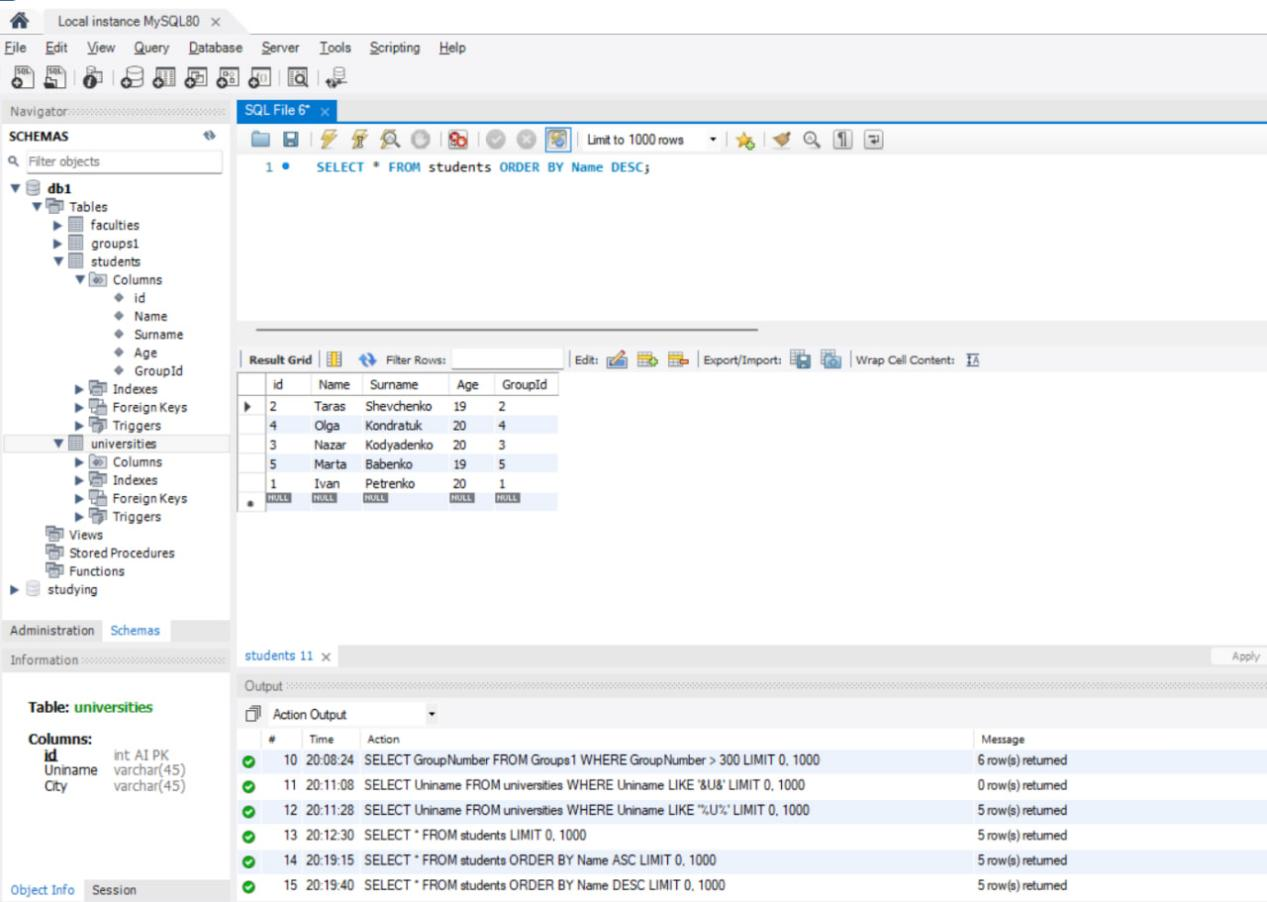 Local instance MySQL80
File Edit View Query Database Server Tools Scripting Help
Navigator
SCHEMAS
Filter objects
db1
Tables
faculties
groups1
students
Columns
id
Name
Surname
Age
GroupId
Indexes
Foreign Keys
Triggers
universities
Columns
Indexes
Foreign Keys
Triggers
Views
Stored Procedures
Functions
studying
Administration Schemas
Information
Table: universities
Columns:
id int AI PK
Uniname varchar(45)
City varchar(45)
Object Info Session
SQL File 6*
Limit to 1000 rows
1 SELECT * FROM students ORDER BY Name DESC;
Result Grid Filter Rows: Edit: Export/Import: Wrap Cell Content:
id Name Surname Age GroupId
2 Taras Shevchenko 19 2
4 Olga Kondratuk 20 4
3 Nazar Kodyadenko 20 3
5 Marta Babenko 19 5
1 Ivan Petrenko 20 1
NULL NULL NULL NULL NULL
students 11
Apply
Output
Action Output
# Time Action Message
10 20:08:24 SELECT GroupNumber FROM Groups1 WHERE GroupNumber > 300 LIMIT 0, 1000 6 row(s) returned
11 20:11:08 SELECT Uniname FROM universities WHERE Uniname LIKE '&U&' LIMIT 0, 1000 0 row(s) returned
12 20:11:28 SELECT Uniname FROM universities WHERE Uniname LIKE '%U%' LIMIT 0, 1000 5 row(s) returned
13 20:12:30 SELECT * FROM students LIMIT 0, 1000 5 row(s) returned
14 20:19:15 SELECT * FROM students ORDER BY Name ASC LIMIT 0, 1000 5 row(s) returned
15 20:19:40 SELECT * FROM students ORDER BY Name DESC LIMIT 0, 1000 5 row(s) returned